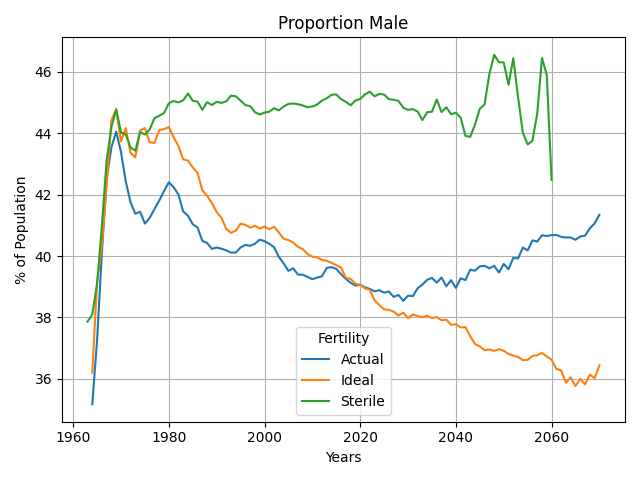 Proportion Male
% of Population
46
44
42
40
38
36
Fertility
Actual
Ideal
Sterile
1960
1980
2000
2020
2040
2060
Years